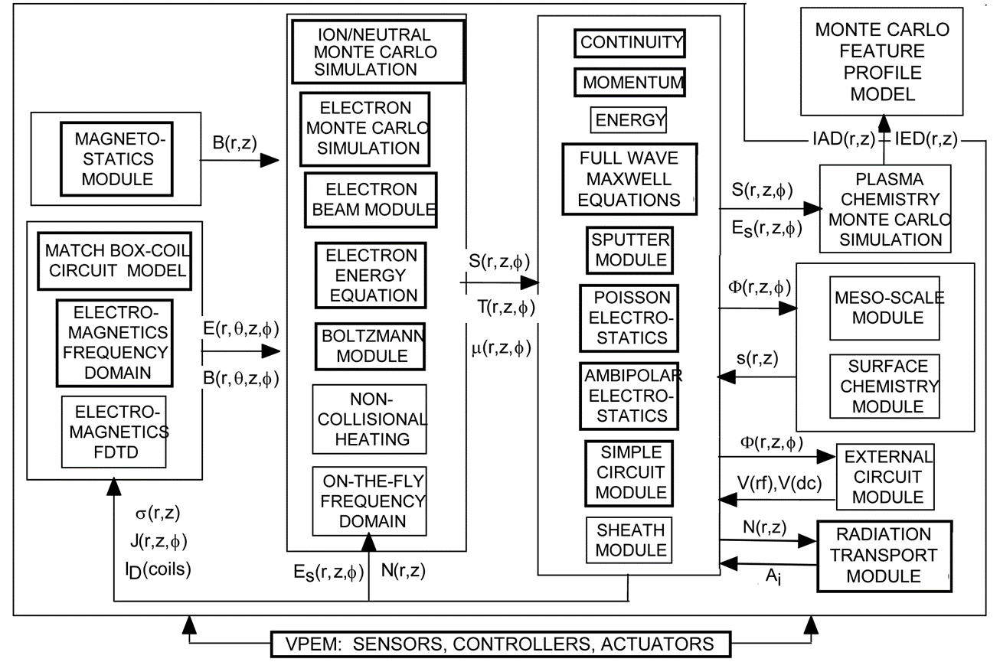 MAGNETO-
STATICS
MODULE
B(r,z)
MATCH BOX-COIL
CIRCUIT MODEL
ELECTRO-
MAGNETICS
FREQUENCY
DOMAIN
ELECTRO-
MAGNETICS
FDTD
E(r,θ,z,ϕ)
B(r,θ,z,ϕ)
σ(r,z)
J(r,z,ϕ)
ID(coils)
ION/NEUTRAL
MONTE CARLO
SIMULATION
ELECTRON
MONTE CARLO
SIMULATION
ELECTRON
BEAM MODULE
ELECTRON
ENERGY
EQUATION
BOLTZMANN
MODULE
NON-
COLLISIONAL
HEATING
ON-THE-FLY
FREQUENCY
DOMAIN
ES(r,z,ϕ) N(r,z)
S(r,z,ϕ)
T(r,z,ϕ)
μ(r,z,ϕ)
CONTINUITY
MOMENTUM
ENERGY
FULL WAVE
MAXWELL
EQUATIONS
SPUTTER
MODULE
POISSON
ELECTRO-
STATICS
AMBIPOLAR
ELECTRO-
STATICS
SIMPLE
CIRCUIT
MODULE
SHEATH
MODULE
MONTE CARLO
FEATURE
PROFILE
MODEL
IAD(r,z) IED(r,z)
S(r,z,ϕ)
ES(r,z,ϕ)
PLASMA
CHEMISTRY
MONTE CARLO
SIMULATION
Φ(r,z,ϕ)
s(r,z)
MESO-SCALE
MODULE
SURFACE
CHEMISTRY
MODULE
Φ(r,z,ϕ)
V(rf),V(dc)
EXTERNAL
CIRCUIT
MODULE
N(r,z)
Ai
RADIATION
TRANSPORT
MODULE
VPEM: SENSORS, CONTROLLERS, ACTUATORS